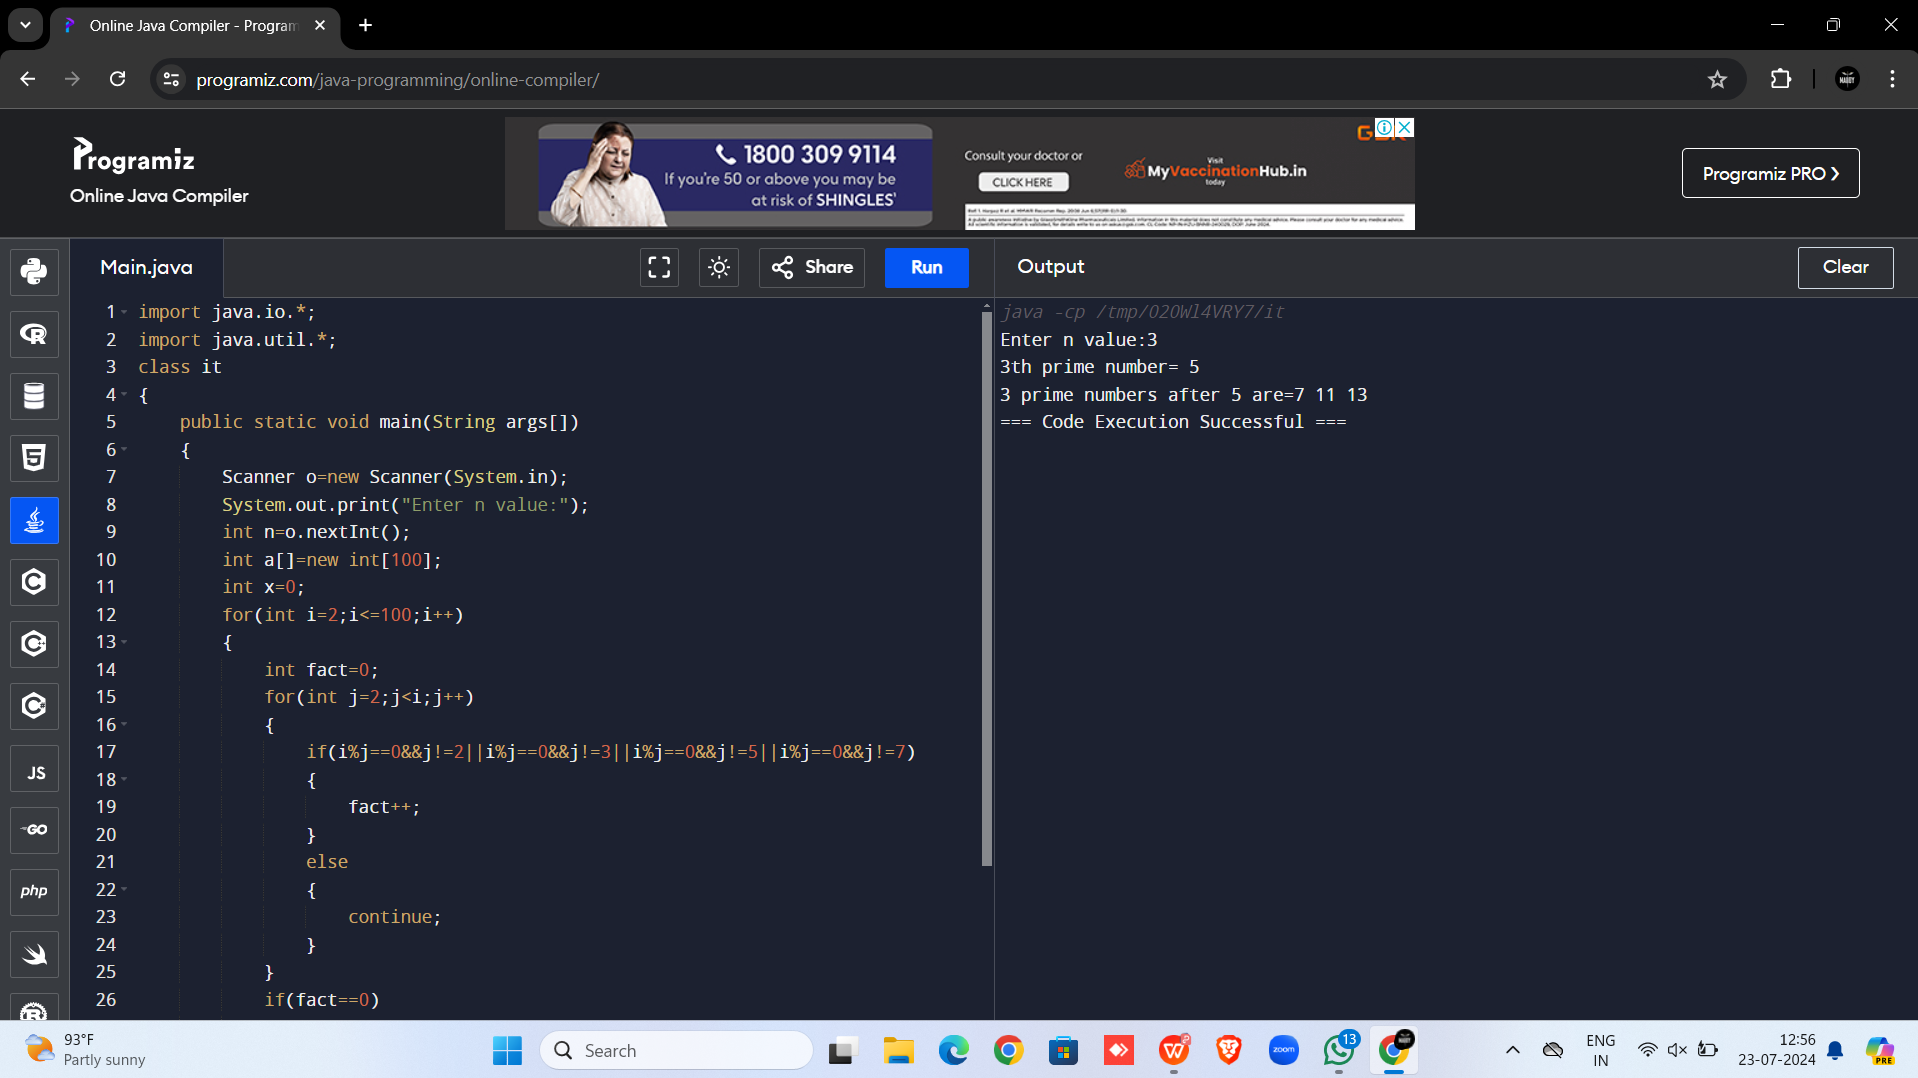 Online Java Compiler - Program
programiz.com/java-programming/online-compiler/
Programiz
Online Java Compiler
1800 309 9114
If you're 50 or above you may be
at risk of SHINGLES*
Consult your doctor or
CLICK HERE
Visit
MyVaccinationHub.in
today
Programiz PRO
Main.java
Share
Run
Output
Clear
1 import java.io.*;
2 import java.util.*;
3 class it
4 {
5 public static void main(String args[])
6 {
7 Scanner o=new Scanner(System.in);
8 System.out.print("Enter n value:");
9 int n=o.nextInt();
10 int a[]=new int[100];
11 int x=0;
12 for(int i=2;i<=100;i++)
13 {
14 int fact=0;
15 for(int j=2;j<i;j++)
16 {
17 if(i%j==0&&j!=2||i%j==0&&j!=3||i%j==0&&j!=5||i%j==0&&j!=7)
18 {
19 fact++;
20 }
21 else
22 {
23 continue;
24 }
25 }
26 if(fact==0)
java -cp /tmp/O2OWl4VRY7/it
Enter n value:3
3th prime number= 5
3 prime numbers after 5 are=7 11 13
=== Code Execution Successful ===
R
5
C
C
C
JS
GO
php
93°F
Partly sunny
Search
zoom
13
ENG
IN
12:56
23-07-2024
PRE